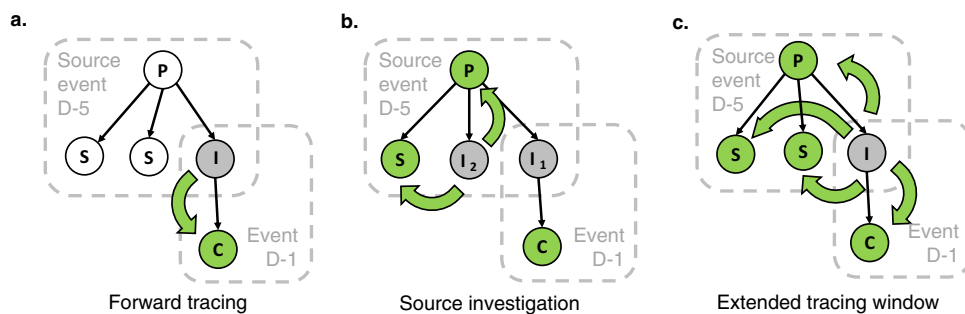 a.
Source
event
D-5
P
S
S
I
C
Event
D-1
Forward tracing
b.
Source
event
D-5
P
S
I2
I1
C
Event
D-1
Source investigation
c.
Source
event
D-5
P
S
S
I
C
Event
D-1
Extended tracing window